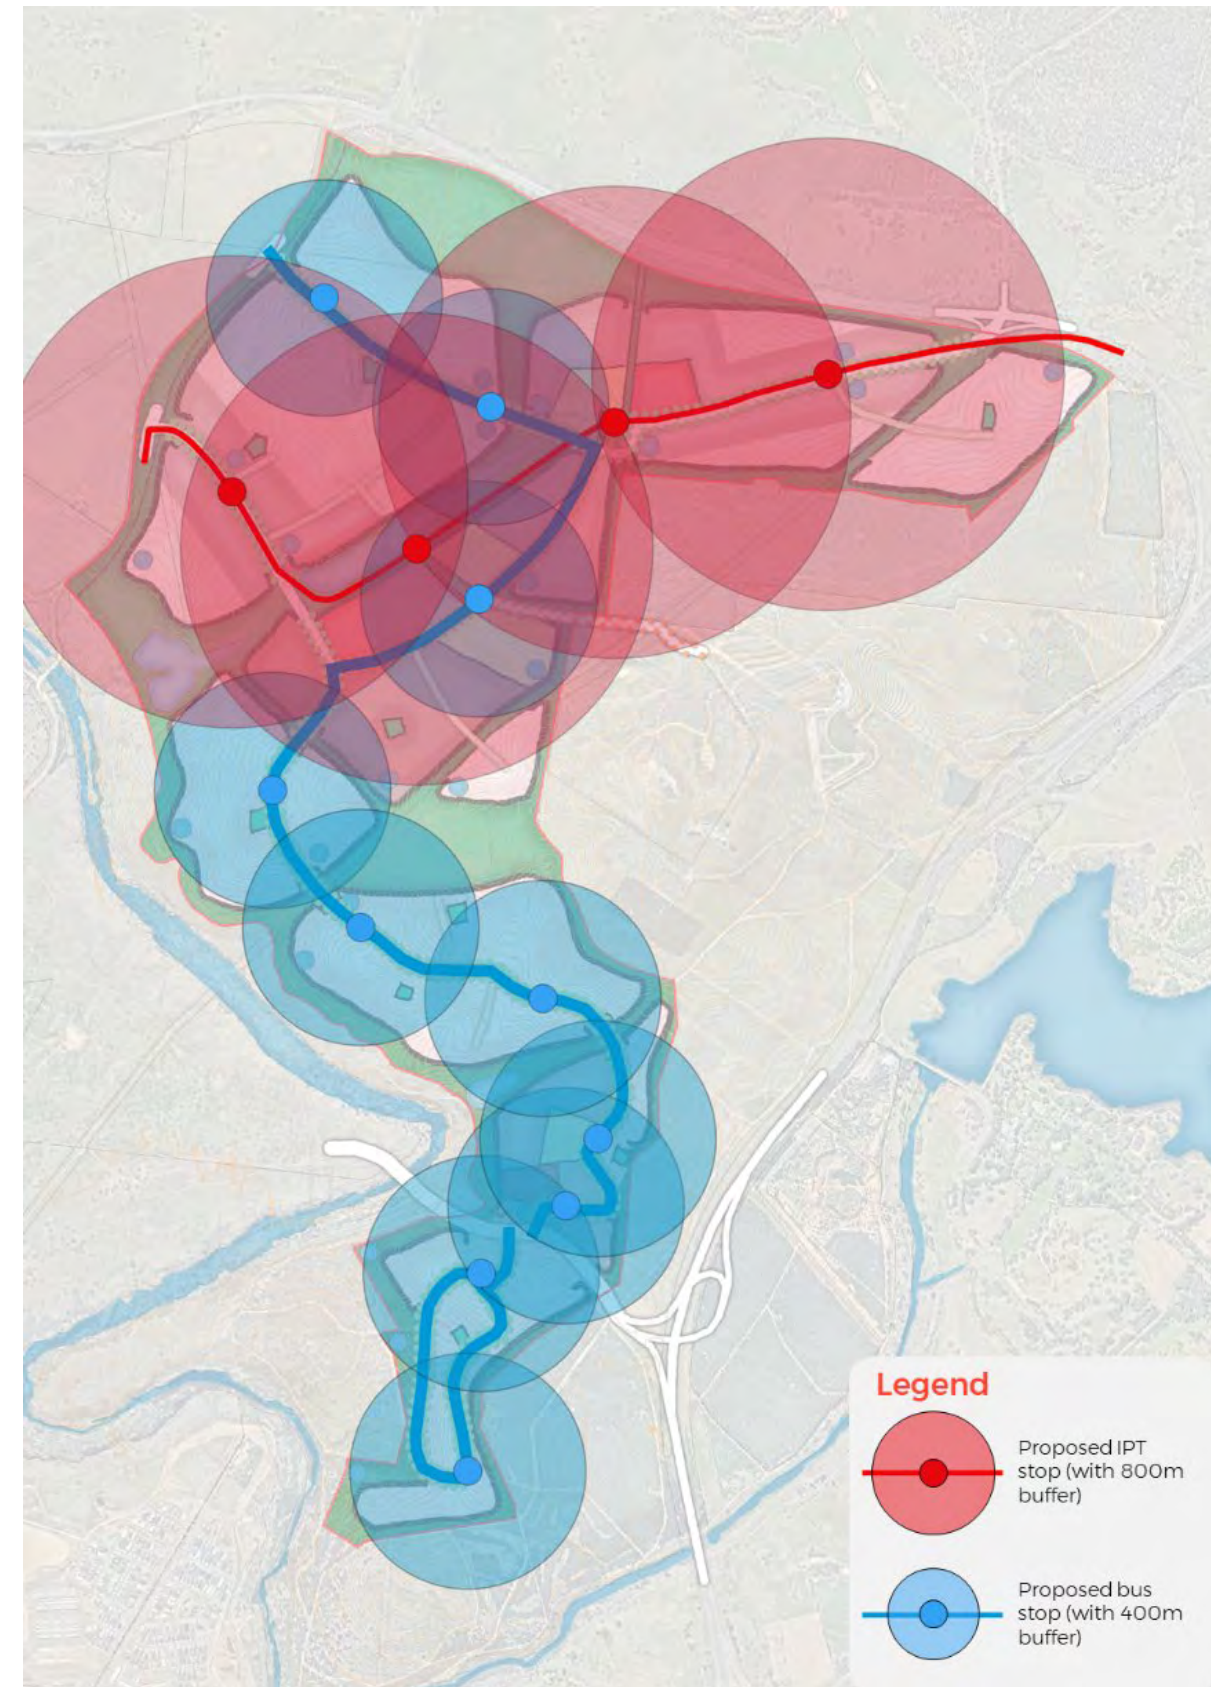 Legend
Proposed IPT
stop (with 800m
buffer)
Proposed bus
stop (with 400m
buffer)